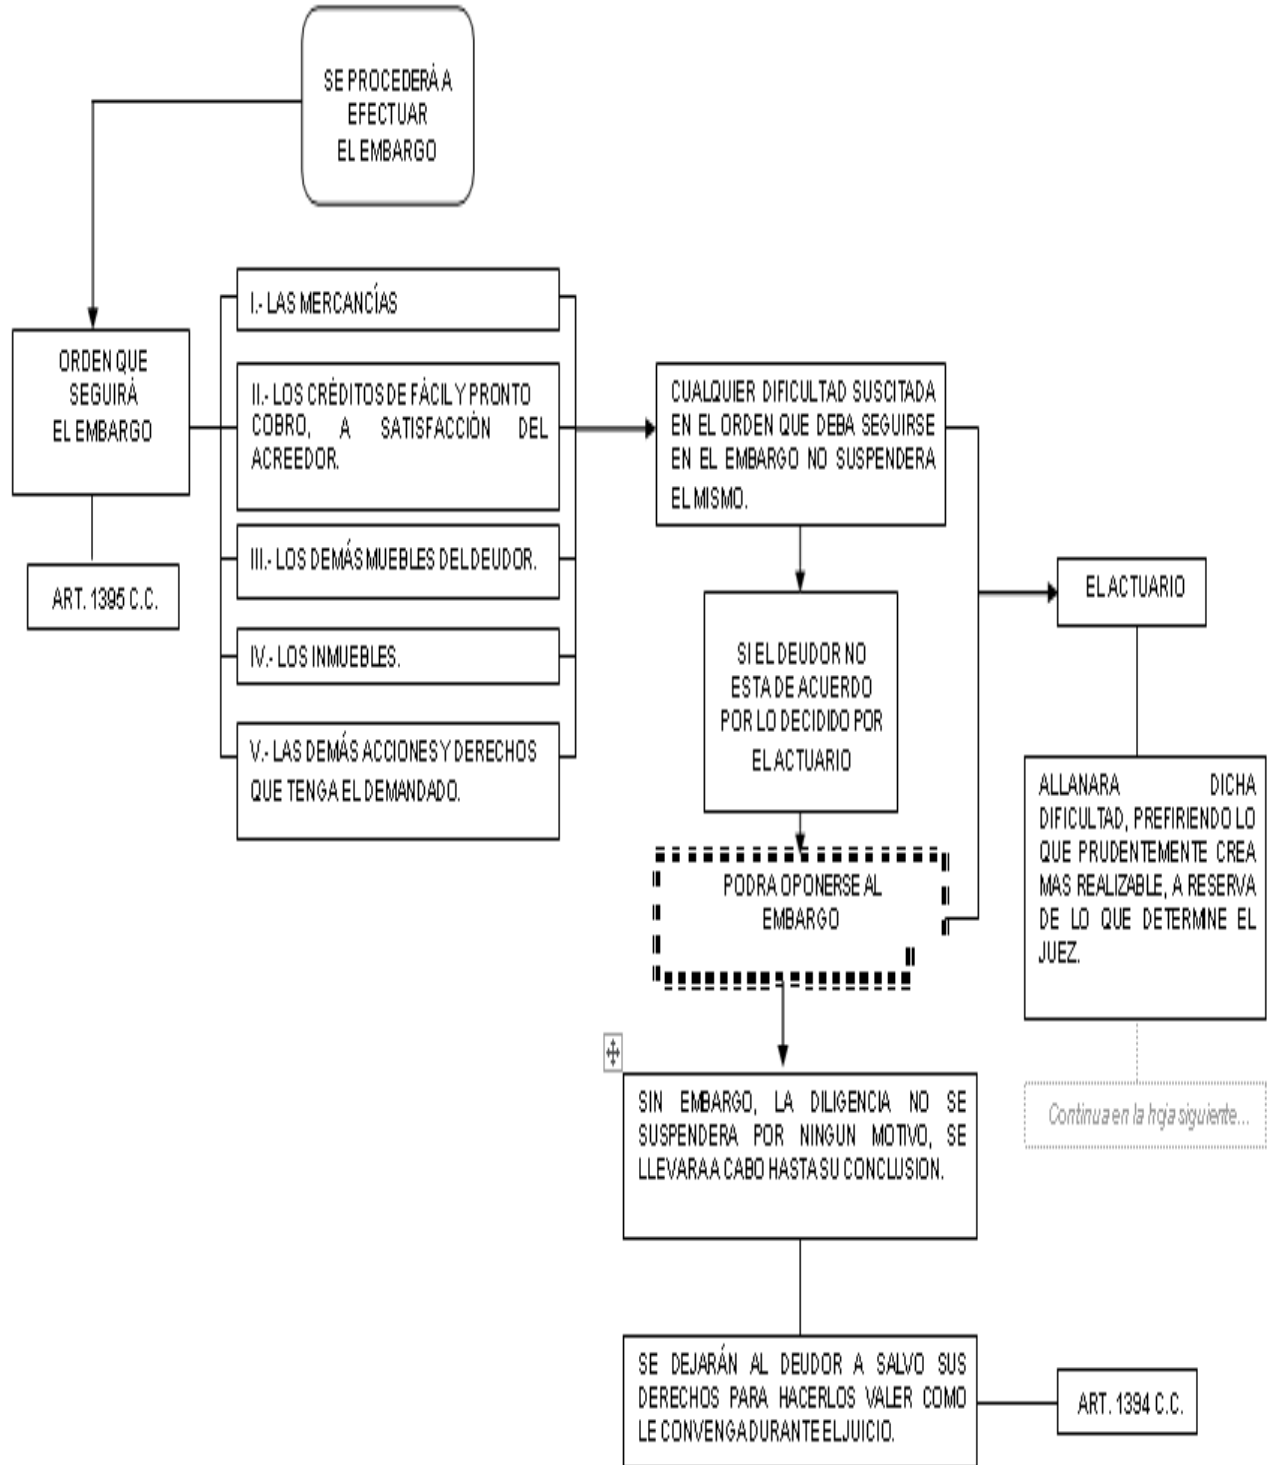 SE PROCEDERÁ A
EFECTUAR
EL EMBARGO
ORDEN QUE
SEGUIRÁ
EL EMBARGO
ART. 1395 C.C.
I.- LAS MERCANCÍAS
II.- LOS CRÉDITOS DE FÁCIL Y PRONTO
COBRO, A SATISFACCIÓN DEL
ACREEDOR.
III.- LOS DEMÁS MUEBLES DEL DEUDOR.
IV.- LOS INMUEBLES.
V.- LAS DEMÁS ACCIONES Y DERECHOS
QUE TENGA EL DEMANDADO.
CUALQUIER DIFICULTAD SUSCITADA
EN EL ORDEN QUE DEBA SEGUIRSE
EN EL EMBARGO NO SUSPENDERA
EL MISMO.
SI EL DEUDOR NO
ESTA DE ACUERDO
POR LO DECIDIDO POR
EL ACTUARIO
PODRA OPONERSE AL
EMBARGO
EL ACTUARIO
ALLANARA DICHA
DIFICULTAD, PREFIRIENDO LO
QUE PRUDENTEMENTE CREA
MAS REALIZABLE, A RESERVA
DE LO QUE DETERMINE EL
JUEZ.
Continua en la hoja siguiente...
SIN EMBARGO, LA DILIGENCIA NO SE
SUSPENDERA POR NINGUN MOTIVO, SE
LLEVARA A CABO HASTA SU CONCLUSION.
SE DEJARÁN AL DEUDOR A SALVO SUS
DERECHOS PARA HACERLOS VALER COMO
LE CONVENGA DURANTE EL JUICIO.
ART. 1394 C.C.